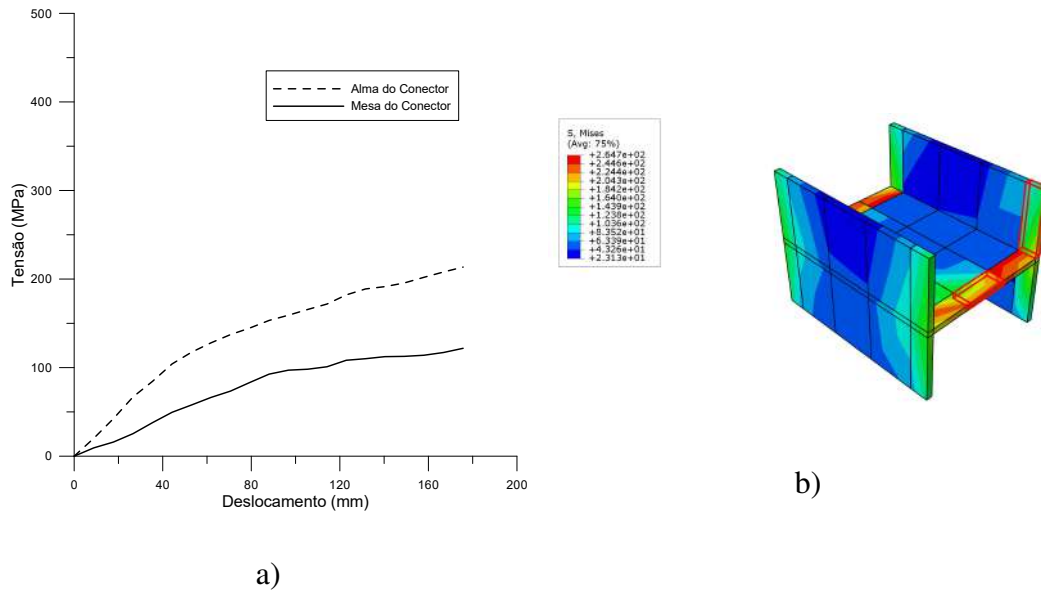 500
400
300
200
100
0
Tensão (MPa)
Alma do Conector
Mesa do Conector
0
40
80
120
160
200
Deslocamento (mm)
a)
S, Mises
(Avg: 75%)
+2.647e+02
+2.446e+02
+2.244e+02
+2.043e+02
+1.842e+02
+1.640e+02
+1.439e+02
+1.238e+02
+1.036e+02
+8.352e+01
+6.339e+01
+4.326e+01
+2.313e+01
b)